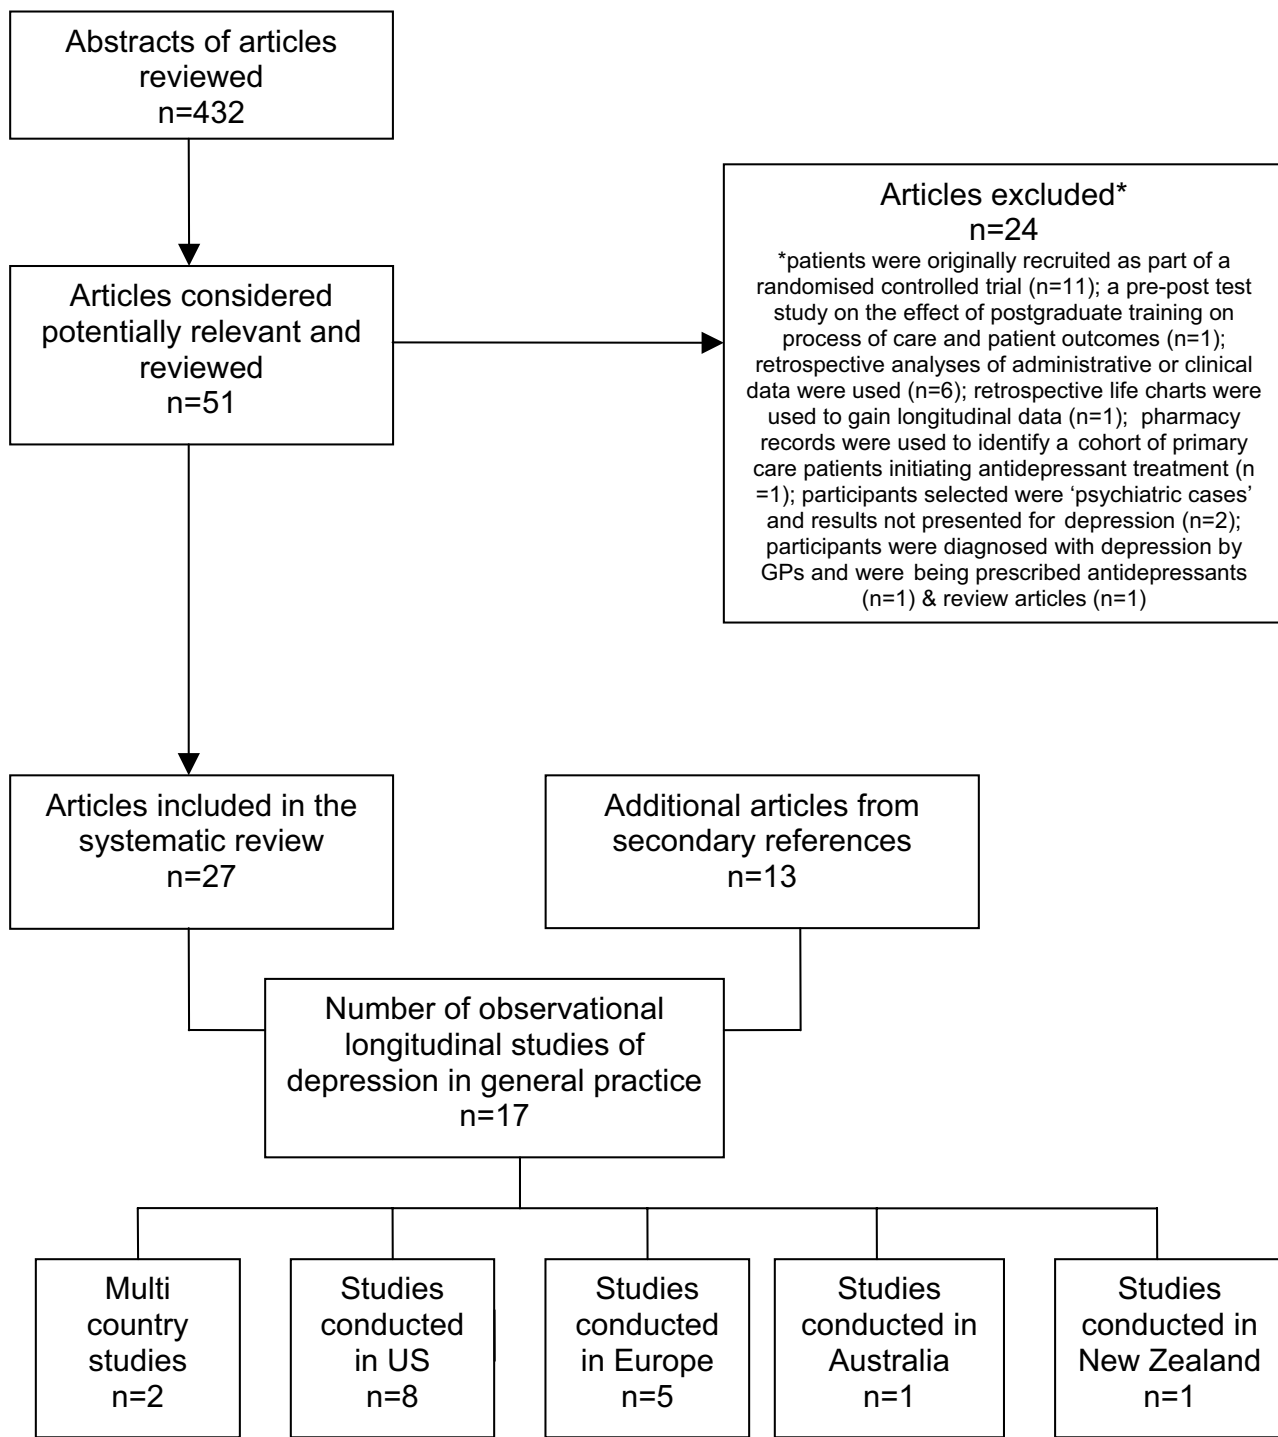 Abstracts of articles
reviewed
n=432
Articles excluded*
n=24
*patients were originally recruited as part of a
randomised controlled trial (n=11); a pre-post test
study on the effect of postgraduate training on
process of care and patient outcomes (n=1);
retrospective analyses of administrative or clinical
data were used (n=6); retrospective life charts were
used to gain longitudinal data (n=1); pharmacy
records were used to identify a cohort of primary
care patients initiating antidepressant treatment (n
=1); participants selected were ‘psychiatric cases’
and results not presented for depression (n=2);
participants were diagnosed with depression by
GPs and were being prescribed antidepressants
(n=1) & review articles (n=1)
Articles considered
potentially relevant and
reviewed
n=51
Articles included in the
systematic review
n=27
Additional articles from
secondary references
n=13
Number of observational
longitudinal studies of
depression in general practice
n=17
Multi
country
studies
n=2
Studies
conducted
in US
n=8
Studies
conducted
in Europe
n=5
Studies
conducted in
Australia
n=1
Studies
conducted in
New Zealand
n=1